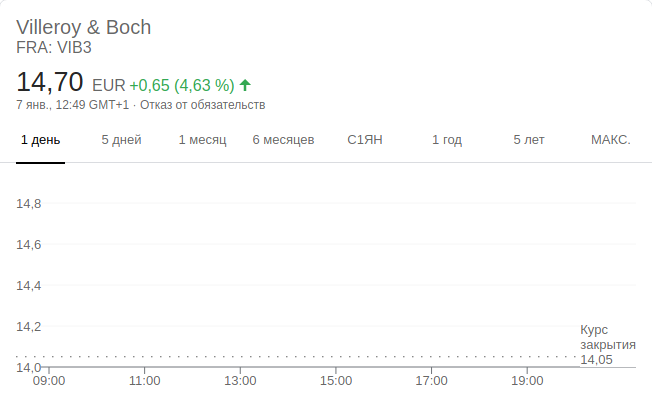 Villeroy & Boch
FRA: VIB3
14,70 EUR +0,65 (4,63 %)
7 янв., 12:49 GMT+1 · Отказ от обязательств
1 день 5 дней 1 месяц 6 месяцев С1ЯН 1 год 5 лет МАКС.
14,8
14,6
14,4
14,2
14,0
Курс
закрытия
14,05
09:00 11:00 13:00 15:00 17:00 19:00